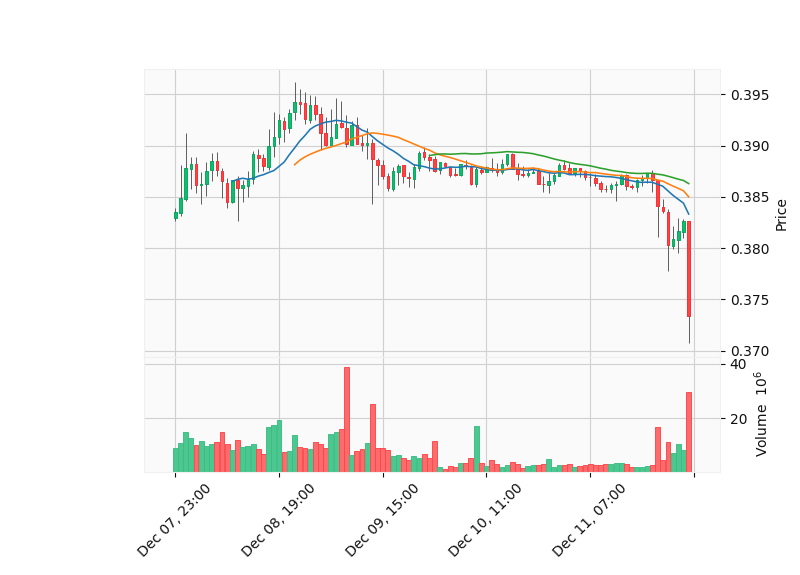 0.395
0.390
0.385
0.380
0.375
0.370
Price
40
20
Volume 10^6
Dec 07, 23:00
Dec 08, 19:00
Dec 09, 15:00
Dec 10, 11:00
Dec 11, 07:00